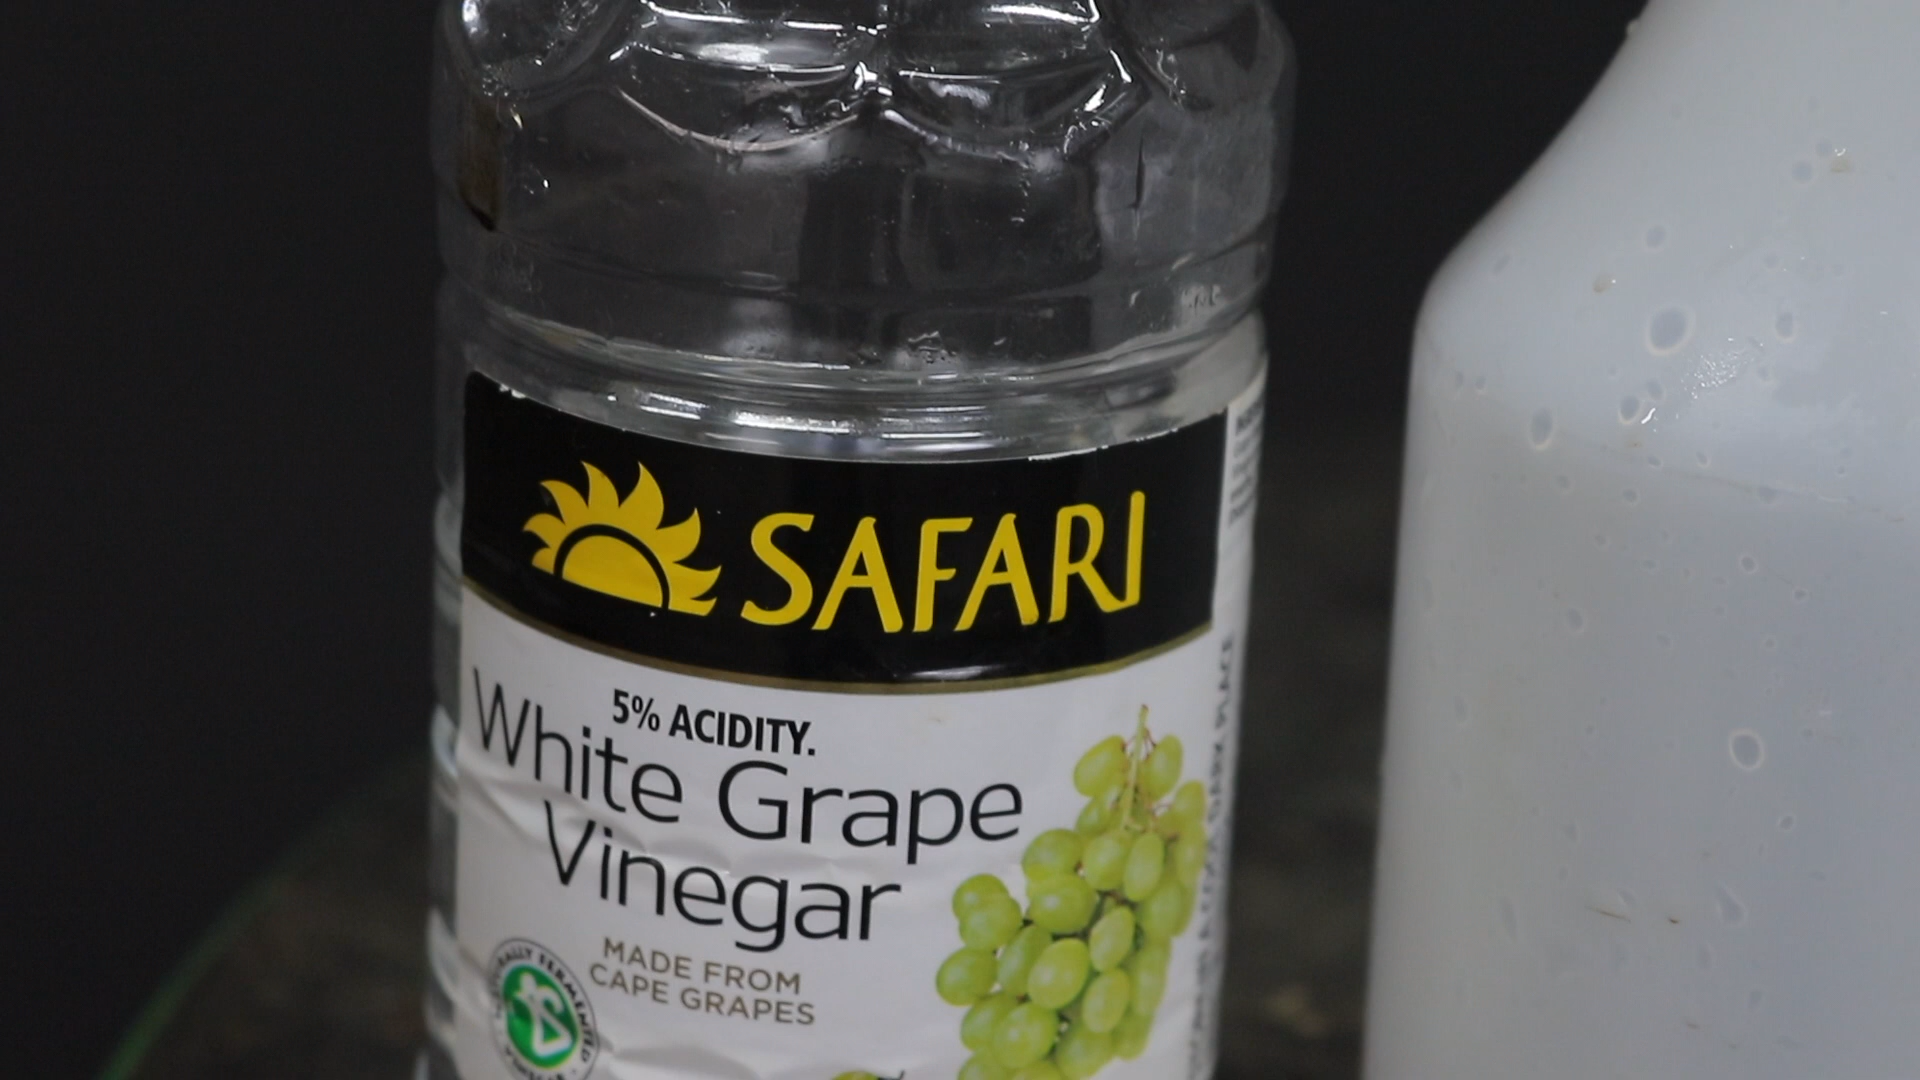 SAFARI
5% ACIDITY.
White Grape
Vinegar
MADE FROM
CAPE GRAPES